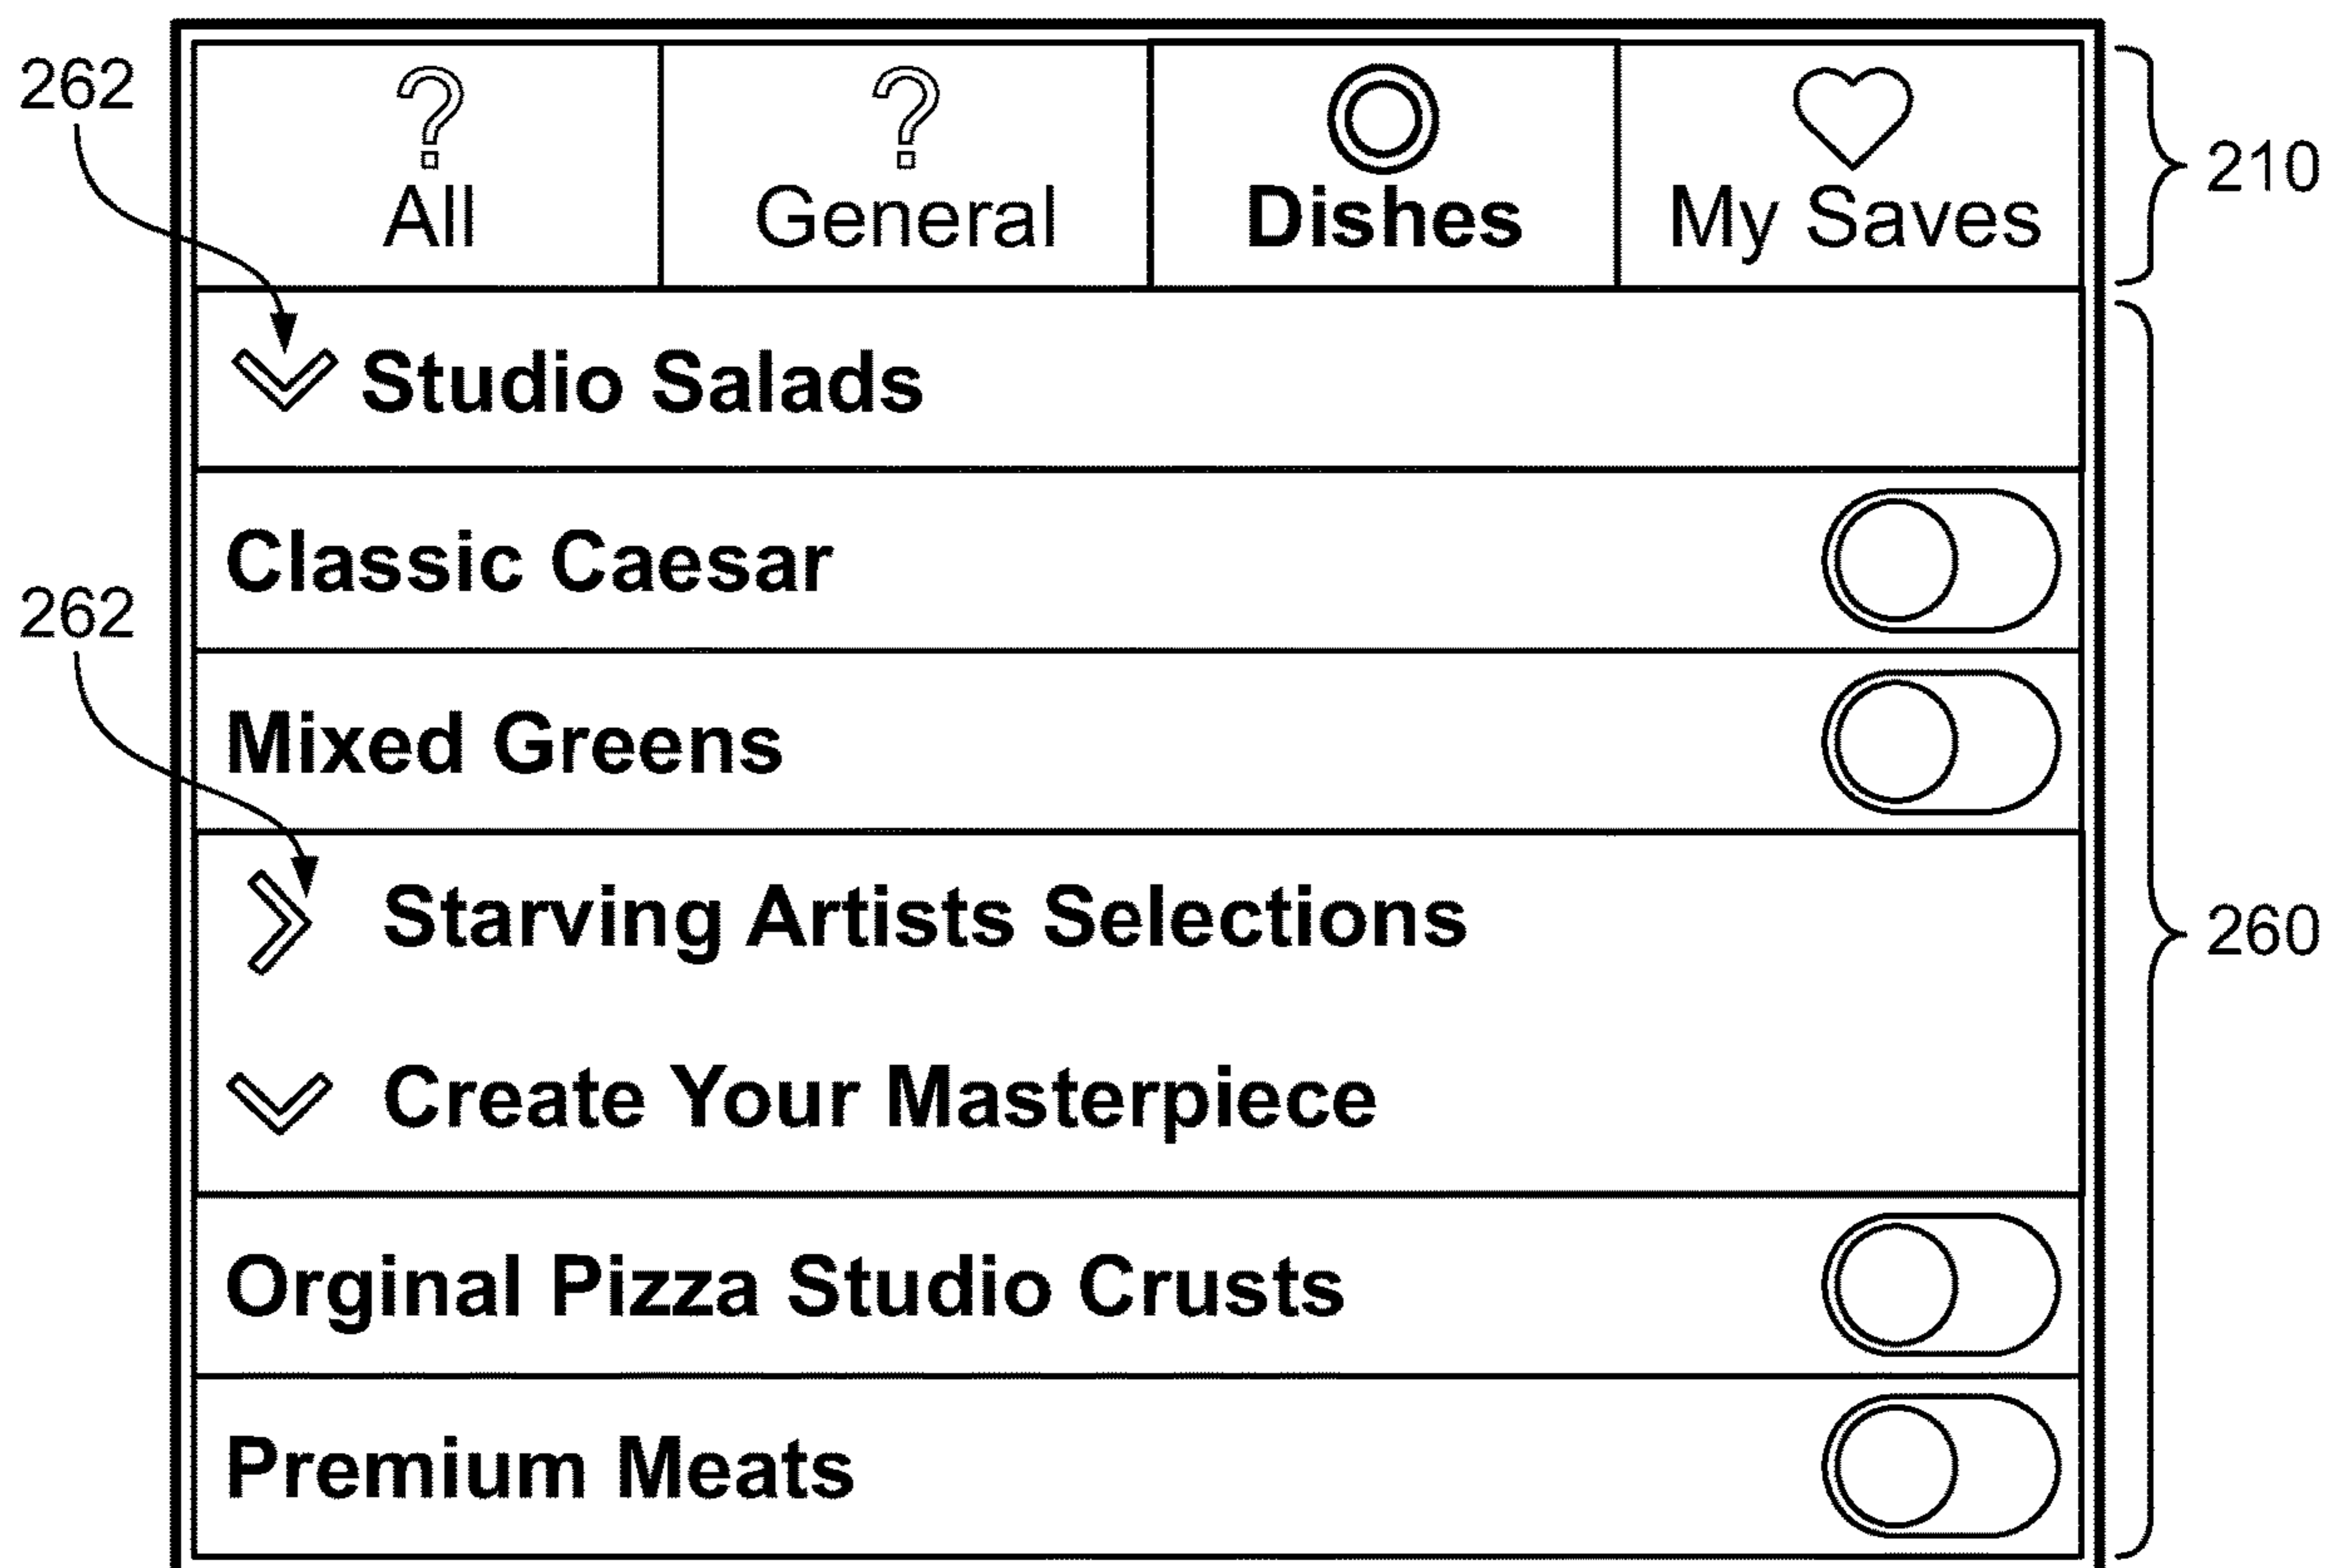 262
? ?
All General Dishes My Saves
210
Studio Salads
Classic Caesar
262
Mixed Greens
Starving Artists Selections
260
Create Your Masterpiece
Orginal Pizza Studio Crusts
Premium Meats